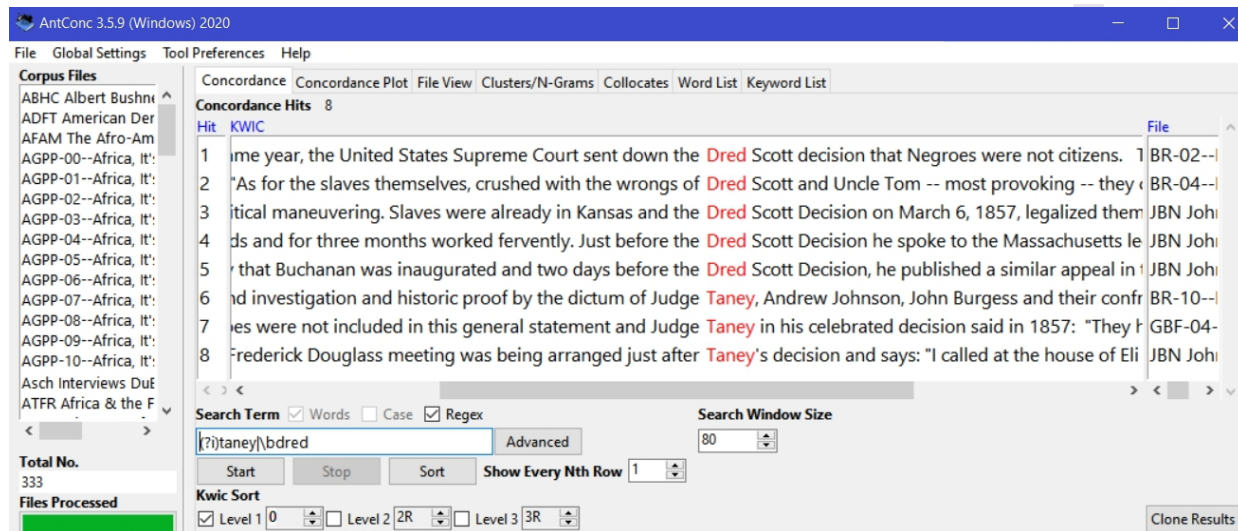 AntConc 3.5.9 (Windows) 2020
File Global Settings Tool Preferences Help
Corpus Files
ABHC Albert Bushne
ADFT American Der
AFAM The Afro-Am
AGPP-00--Africa, It's
AGPP-01--Africa, It's
AGPP-02--Africa, It's
AGPP-03--Africa, It's
AGPP-04--Africa, It's
AGPP-05--Africa, It's
AGPP-06--Africa, It's
AGPP-07--Africa, It's
AGPP-08--Africa, It's
AGPP-09--Africa, It's
AGPP-10--Africa, It's
Asch Interviews DuB
ATFR Africa & the F
Total No.
333
Files Processed
Concordance Concordance Plot File View Clusters/N-Grams Collocates Word List Keyword List
Concordance Hits 8
Hit KWIC File
1 ame year, the United States Supreme Court sent down the Dred Scott decision that Negroes were not citizens. T BR-02--
2 "As for the slaves themselves, crushed with the wrongs of Dred Scott and Uncle Tom -- most provoking -- they BR-04--
3 itical maneuvering. Slaves were already in Kansas and the Dred Scott Decision on March 6, 1857, legalized them JBN Joh
4 ds and for three months worked fervently. Just before the Dred Scott Decision he spoke to the Massachusetts le JBN Joh
5 that Buchanan was inaugurated and two days before the Dred Scott Decision, he published a similar appeal in JBN Joh
6 nd investigation and historic proof by the dictum of Judge Taney, Andrew Johnson, John Burgess and their confr BR-10--
7 oes were not included in this general statement and Judge Taney in his celebrated decision said in 1857: "They h GBF-04-
8 Frederick Douglass meeting was being arranged just after Taney's decision and says: "I called at the house of Eli JBN Joh
Search Term Words Case Regex Search Window Size
(?i)taney|\bdred Advanced 80
Start Stop Sort Show Every Nth Row 1
Kwic Sort
Level 1 0 Level 2 2R Level 3 3R Clone Results